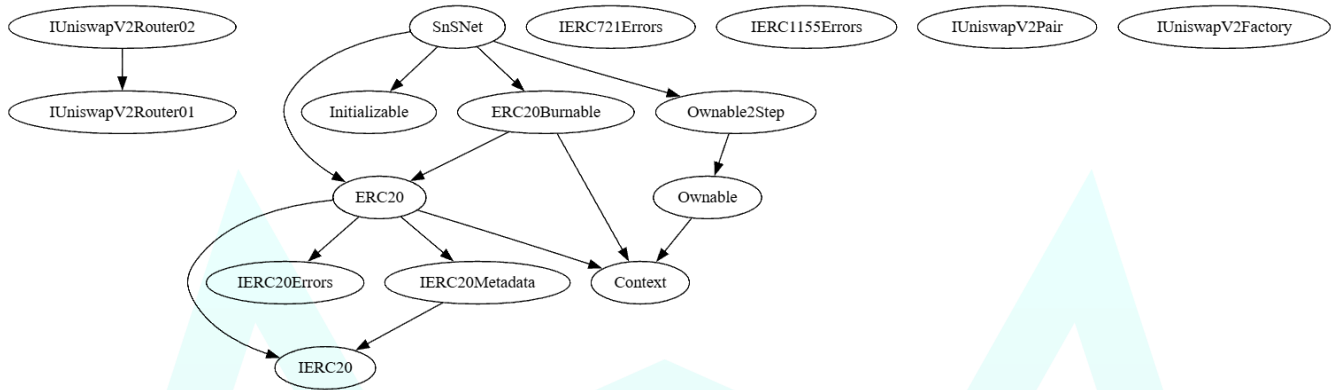 IUniswapV2Router02
SnSNet
IERC721Errors
IERC1155Errors
IUniswapV2Pair
IUniswapV2Factory
IUniswapV2Router01
Initializable
ERC20Burnable
Ownable2Step
ERC20
Ownable
IERC20Errors
IERC20Metadata
Context
IERC20